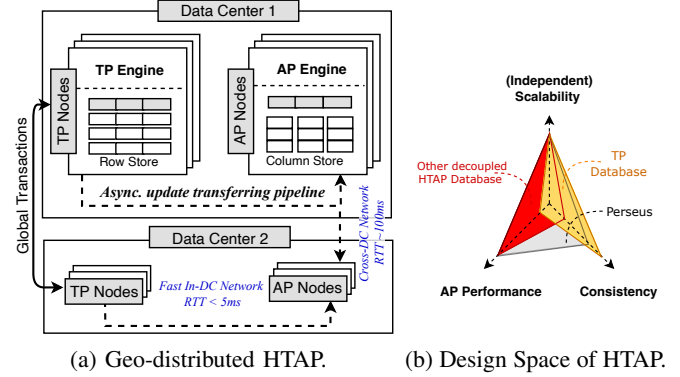 Data Center 1
TP Engine
AP Engine
TP Nodes
AP Nodes
Row Store
Column Store
Async. update transferring pipeline
Global Transactions
Cross-DC Network
RTT ~100ms
Data Center 2
TP Nodes
Fast In-DC Network
RTT < 5ms
AP Nodes
(a) Geo-distributed HTAP.
(Independent)
Scalability
Other decoupled
HTAP Database
TP
Database
Perseus
AP Performance
Consistency
(b) Design Space of HTAP.